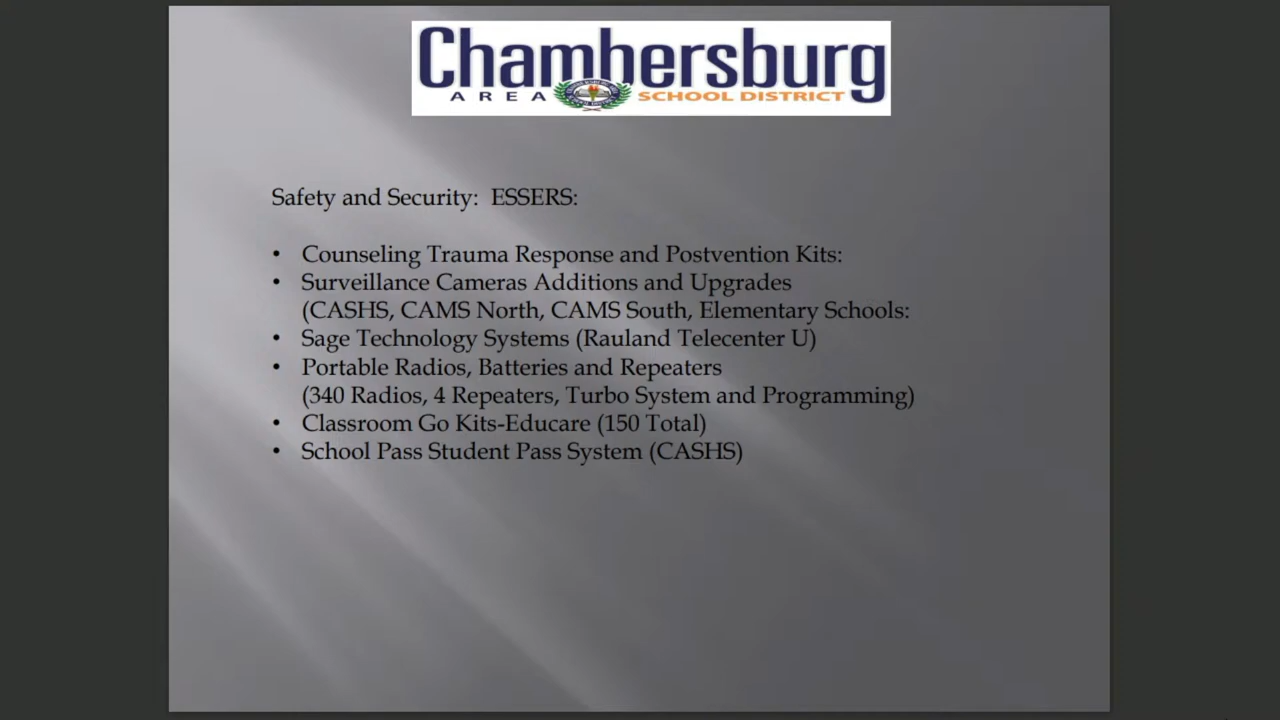 Chambersburg
AREA SCHOOL DISTRICT
Safety and Security: ESSERS:
• Counseling Trauma Response and Postvention Kits:
• Surveillance Cameras Additions and Upgrades
(CASHS, CAMS North, CAMS South, Elementary Schools:
• Sage Technology Systems (Rauland Telecenter U)
• Portable Radios, Batteries and Repeaters
(340 Radios, 4 Repeaters, Turbo System and Programming)
• Classroom Go Kits-Educare (150 Total)
• School Pass Student Pass System (CASHS)